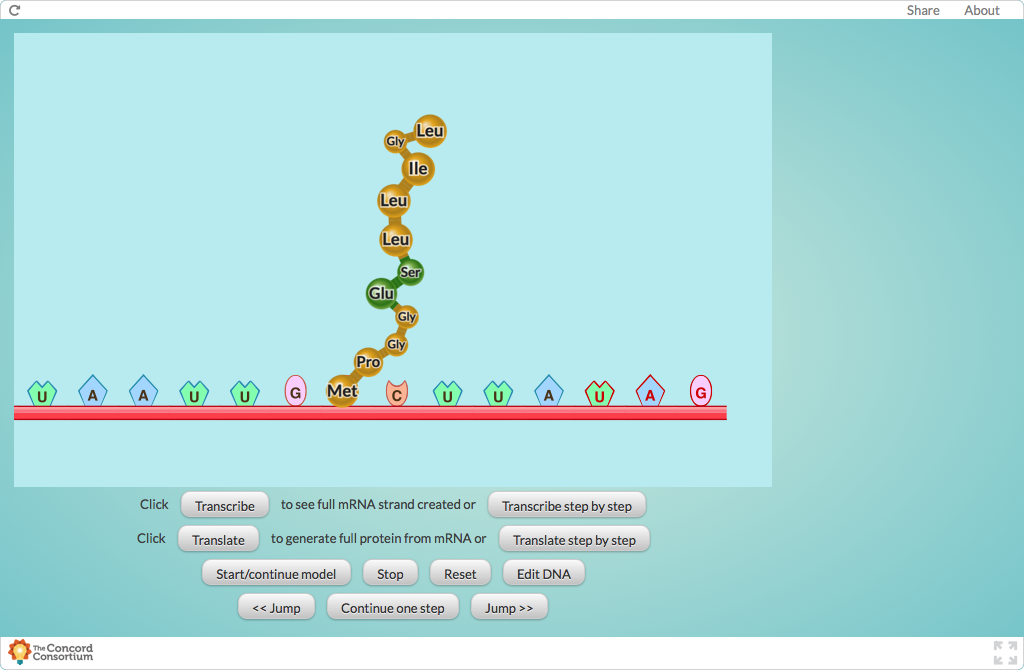 Share About
Leu
Gly
Ile
Leu
Leu
Ser
Glu
Gly
Gly
Pro
U A A U U G Met C U U A U A G
Click Transcribe to see full mRNA strand created or Transcribe step by step
Click Translate to generate full protein from mRNA or Translate step by step
Start/continue model Stop Reset Edit DNA
<< Jump Continue one step Jump >>
The Concord
Consortium